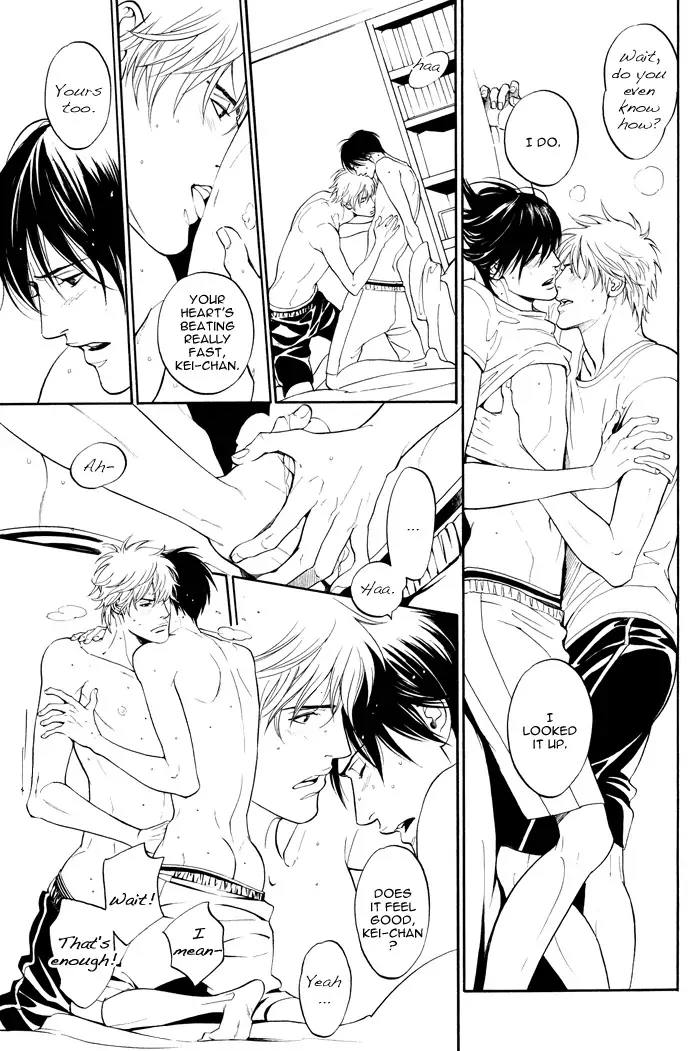 Wait,
do you
even
know
how?
I DO.
I
LOOKED
IT UP.
haa
YOUR
HEART'S
BEATING
REALLY
FAST,
KEI-CHAN.
Yours
too.
Ah-
...
Haa.
DOES
IT FEEL
GOOD,
KEI-CHAN
?
Yeah
...
Wait!
I
mean-
That's
enough!